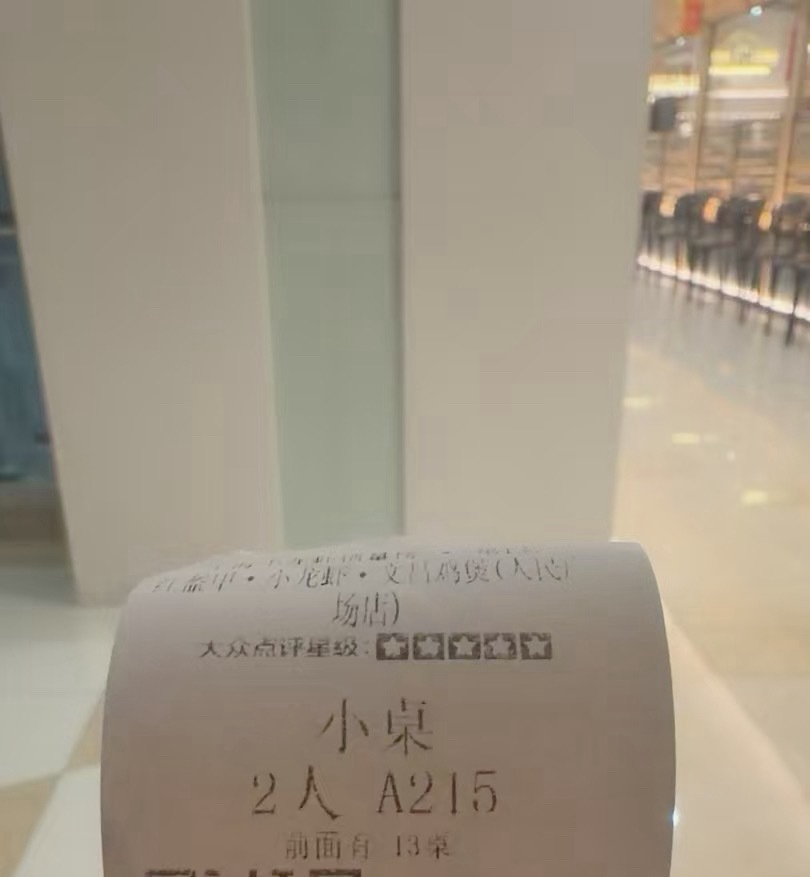 红盔甲·小龙虾·文昌鸡煲(人民
场店)
大众点评星级:
小桌
2人 A215
前面有 13桌